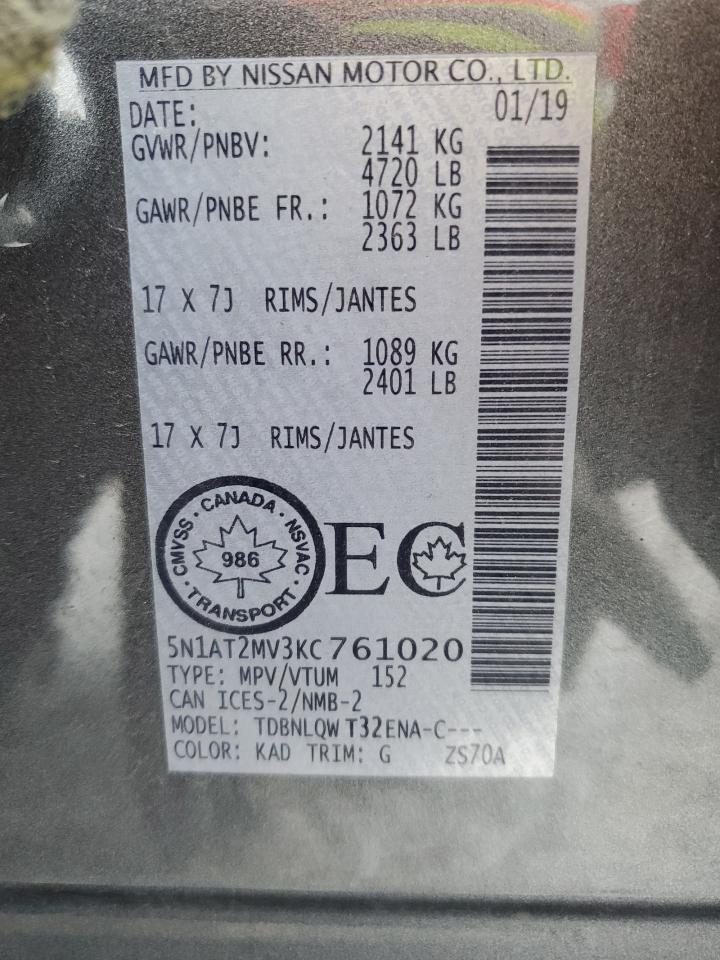 MFD BY NISSAN MOTOR CO., LTD.
DATE: 01/19
GVWR/PNBV: 2141 KG
4720 LB
GAWR/PNBE FR.: 1072 KG
2363 LB
17 X 7J RIMS/JANTES
GAWR/PNBE RR.: 1089 KG
2401 LB
17 X 7J RIMS/JANTES
CMVSS · CANADA · NSVAC · TRANSPORT ·
986
EC
5N1AT2MV3KC761020
TYPE: MPV/VTUM 152
CAN ICES-2/NMB-2
MODEL: TDBNLQW T32ENA-C---
COLOR: KAD TRIM: G ZS70A